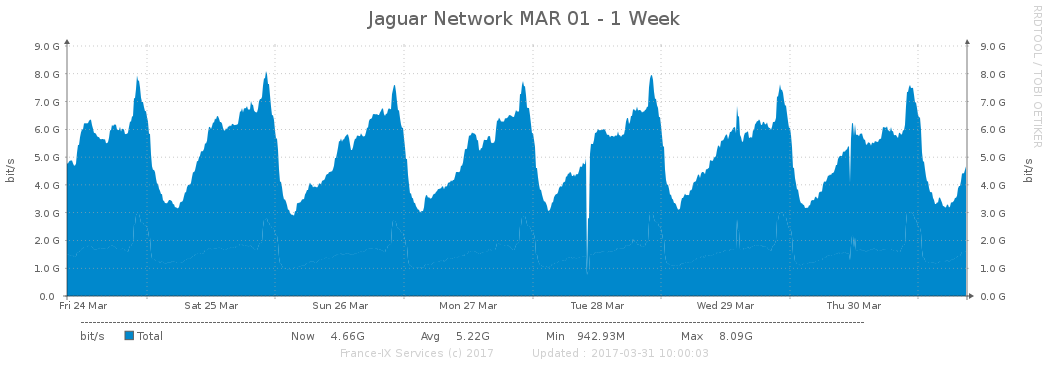 Jaguar Network MAR 01 - 1 Week
RRDTOOL / TOBI OETIKER
bit/s
bit/s
9.0 G 9.0 G
8.0 G 8.0 G
7.0 G 7.0 G
6.0 G 6.0 G
5.0 G 5.0 G
4.0 G 4.0 G
3.0 G 3.0 G
2.0 G 2.0 G
1.0 G 1.0 G
0.0 0.0 G
Fri 24 Mar Sat 25 Mar Sun 26 Mar Mon 27 Mar Tue 28 Mar Wed 29 Mar Thu 30 Mar
bit/s Total Now 4.66G Avg 5.22G Min 942.93M Max 8.09G
France-IX Services (c) 2017 Updated : 2017-03-31 10:00:03